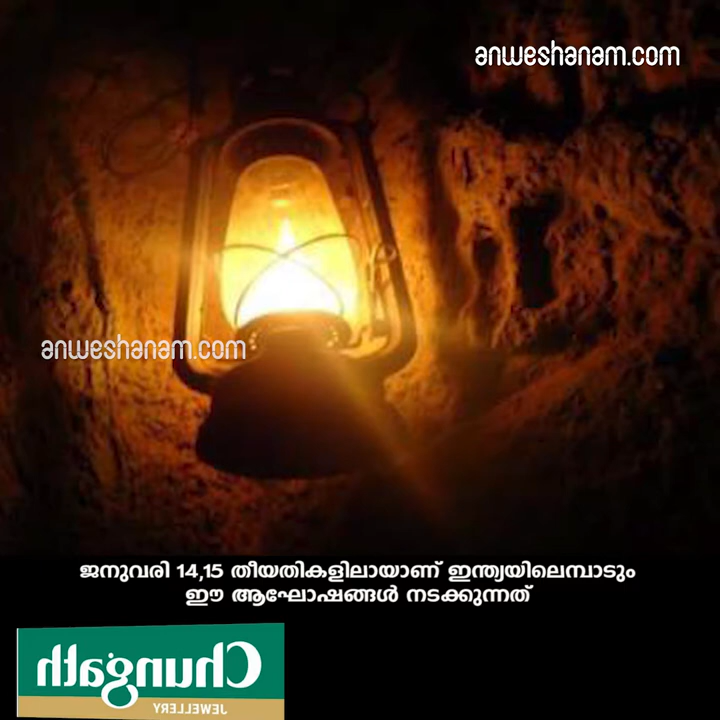 anweshanam.com
anweshanam.com
ജനുവരി 14,15 തീയതികളിലായാണ് ഇന്ത്യയിലെമ്പാടും
ഈ ആഘോഷങ്ങൾ നടക്കുന്നത്
Chungath
JEWELLERY